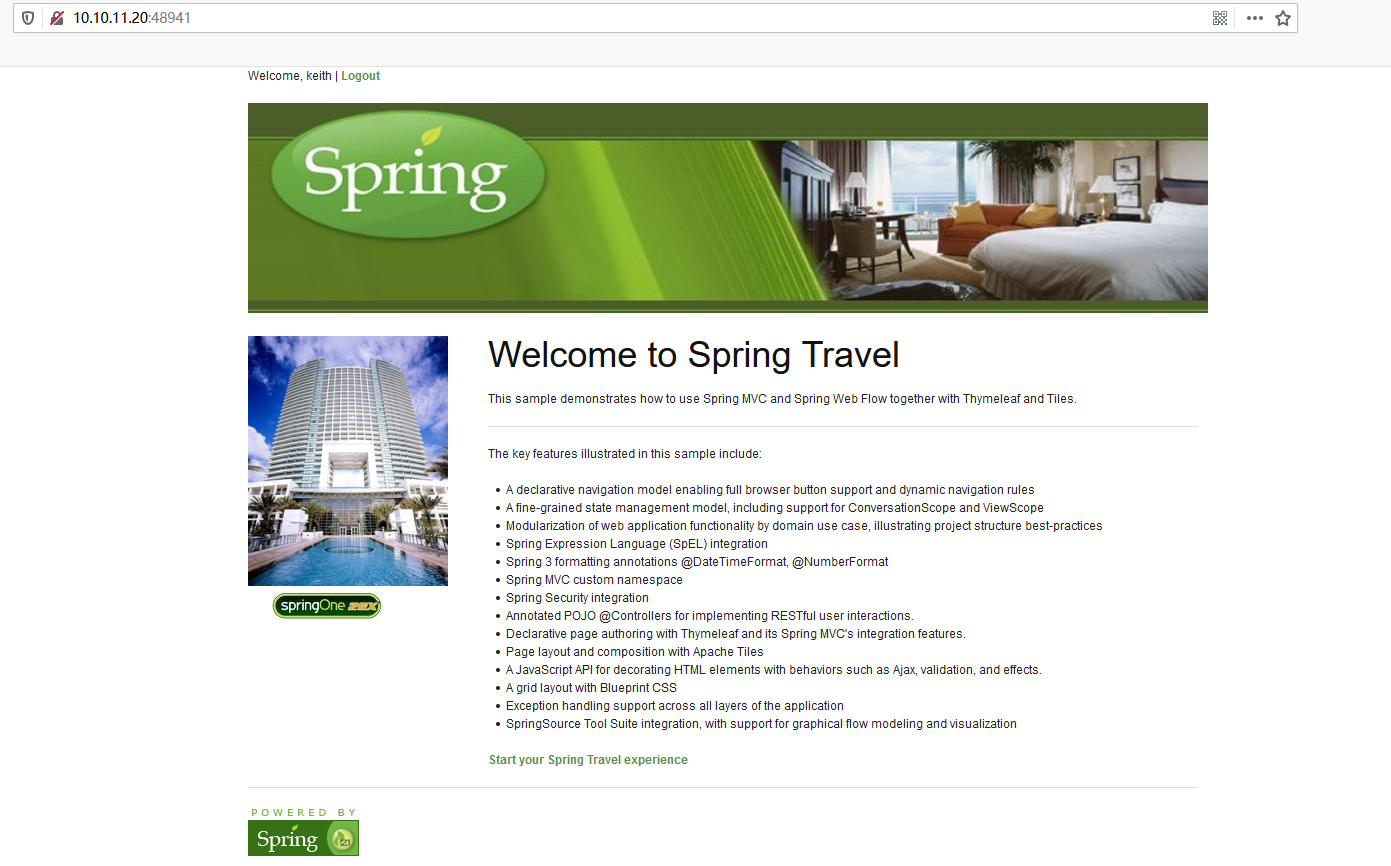 10.10.11.20:48941
Welcome, keith | Logout
Spring
Welcome to Spring Travel
This sample demonstrates how to use Spring MVC and Spring Web Flow together with Thymeleaf and Tiles.
The key features illustrated in this sample include:
A declarative navigation model enabling full browser button support and dynamic navigation rules
A fine-grained state management model, including support for ConversationScope and ViewScope
Modularization of web application functionality by domain use case, illustrating project structure best-practices
Spring Expression Language (SpEL) integration
Spring 3 formatting annotations @DateTimeFormat, @NumberFormat
Spring MVC custom namespace
Spring Security integration
springOne 2GX
Annotated POJO @Controllers for implementing RESTful user interactions.
Declarative page authoring with Thymeleaf and its Spring MVC's integration features.
Page layout and composition with Apache Tiles
A JavaScript API for decorating HTML elements with behaviors such as Ajax, validation, and effects.
A grid layout with Blueprint CSS
Exception handling support across all layers of the application
SpringSource Tool Suite integration, with support for graphical flow modeling and visualization
Start your Spring Travel experience
POWERED BY
Spring